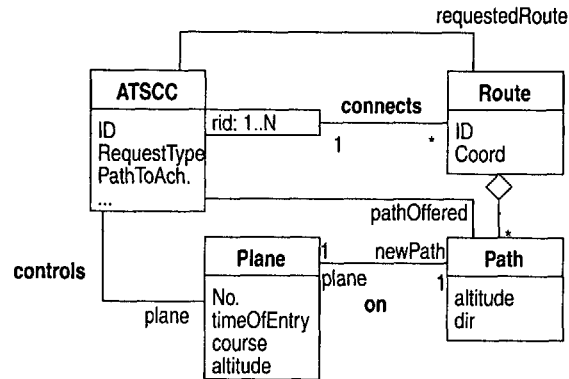 requestedRoute
ATSCC
ID
RequestType
PathToAch.
...
rid: 1..N
connects
1
*
Route
ID
Coord
pathOffered
*
controls
plane
Plane
No.
timeOfEntry
course
altitude
1
plane
on
newPath
1
Path
altitude
dir